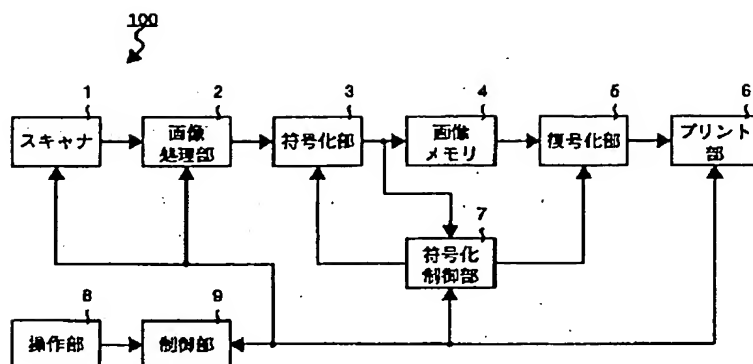 100
1
スキャナ
2
画像
処理部
3
符号化部
4
画像
メモリ
5
復号化部
6
プリント
部
7
符号化
制御部
8
操作部
9
制御部